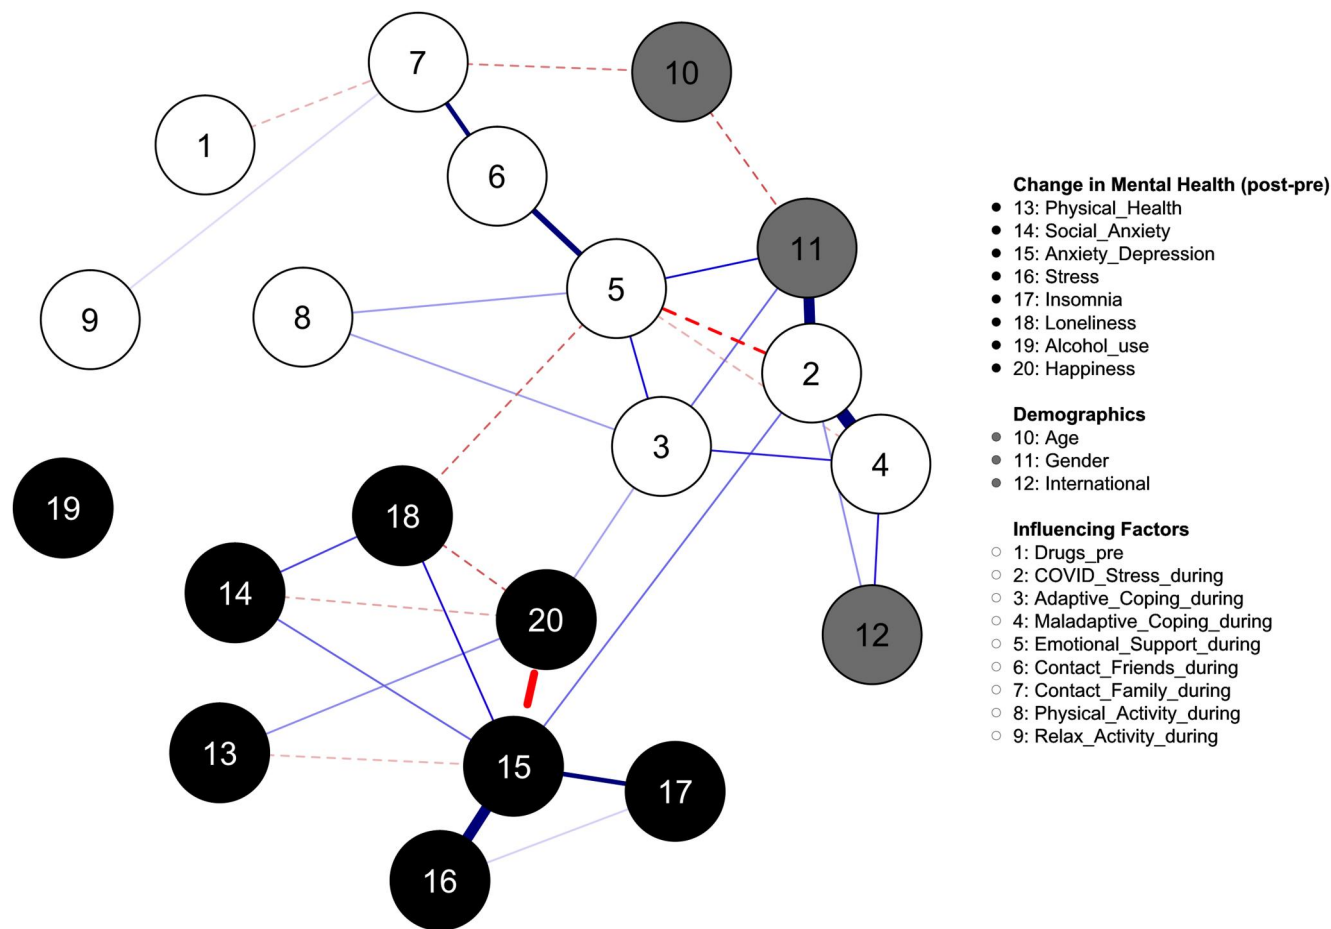 7
10
1
6
11
5
9
8
2
3
4
19
18
14
20
12
13
15
17
16
Change in Mental Health (post-pre)
13: Physical_Health
14: Social_Anxiety
15: Anxiety_Depression
16: Stress
17: Insomnia
18: Loneliness
19: Alcohol_use
20: Happiness
Demographics
10: Age
11: Gender
12: International
Influencing Factors
1: Drugs_pre
2: COVID_Stress_during
3: Adaptive_Coping_during
4: Maladaptive_Coping_during
5: Emotional_Support_during
6: Contact_Friends_during
7: Contact_Family_during
8: Physical_Activity_during
9: Relax_Activity_during